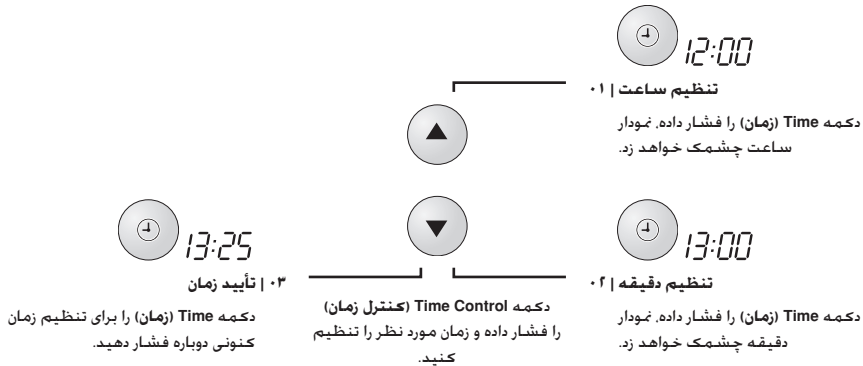 12:00
تنظیم ساعت | ۰۱
دکمه Time (زمان) را فشار داده، نمودار
ساعت چشمک خواهد زد.
13:00
تنظیم دقیقه | ۰۲
دکمه Time (زمان) را فشار داده، نمودار
دقیقه چشمک خواهد زد.
دکمه Time Control (کنترل زمان)
را فشار داده و زمان مورد نظر را تنظیم
کنید.
13:25
۰۳ | تأیید زمان
دکمه Time (زمان) را برای تنظیم زمان
کنونی دوباره فشار دهید.